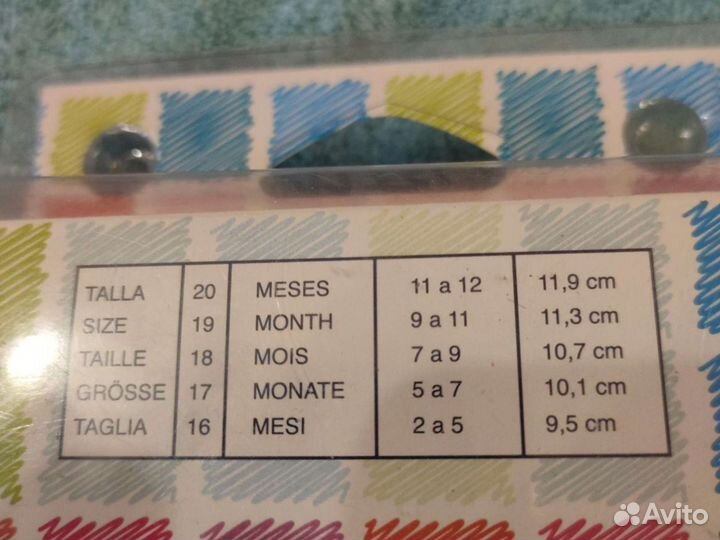 TALLA 20 MESES 11 a 12 11,9 cm
SIZE 19 MONTH 9 a 11 11,3 cm
TAILLE 18 MOIS 7 a 9 10,7 cm
GRÖSSE 17 MONATE 5 a 7 10,1 cm
TAGLIA 16 MESI 2 a 5 9,5 cm
Avito